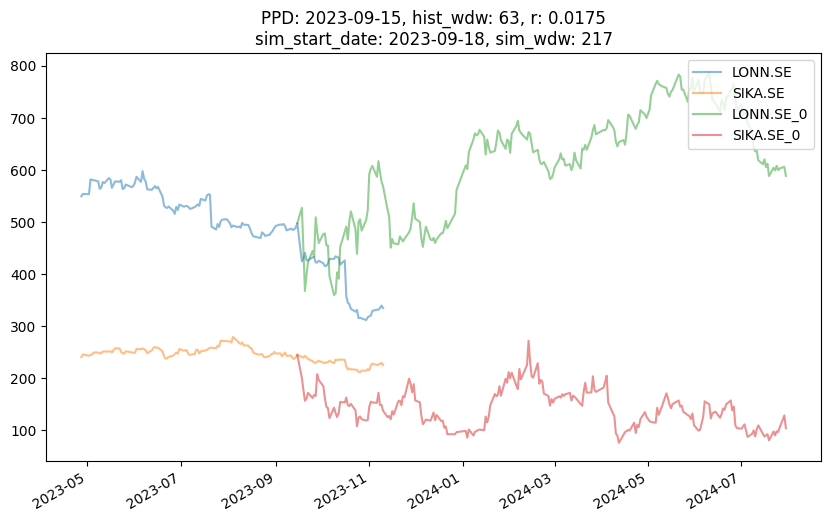 PPD: 2023-09-15, hist_wdw: 63, r: 0.0175
sim_start_date: 2023-09-18, sim_wdw: 217
800
700
600
500
400
300
200
100
LONN.SE
SIKA.SE
LONN.SE_0
SIKA.SE_0
2023-05
2023-07
2023-09
2023-11
2024-01
2024-03
2024-05
2024-07